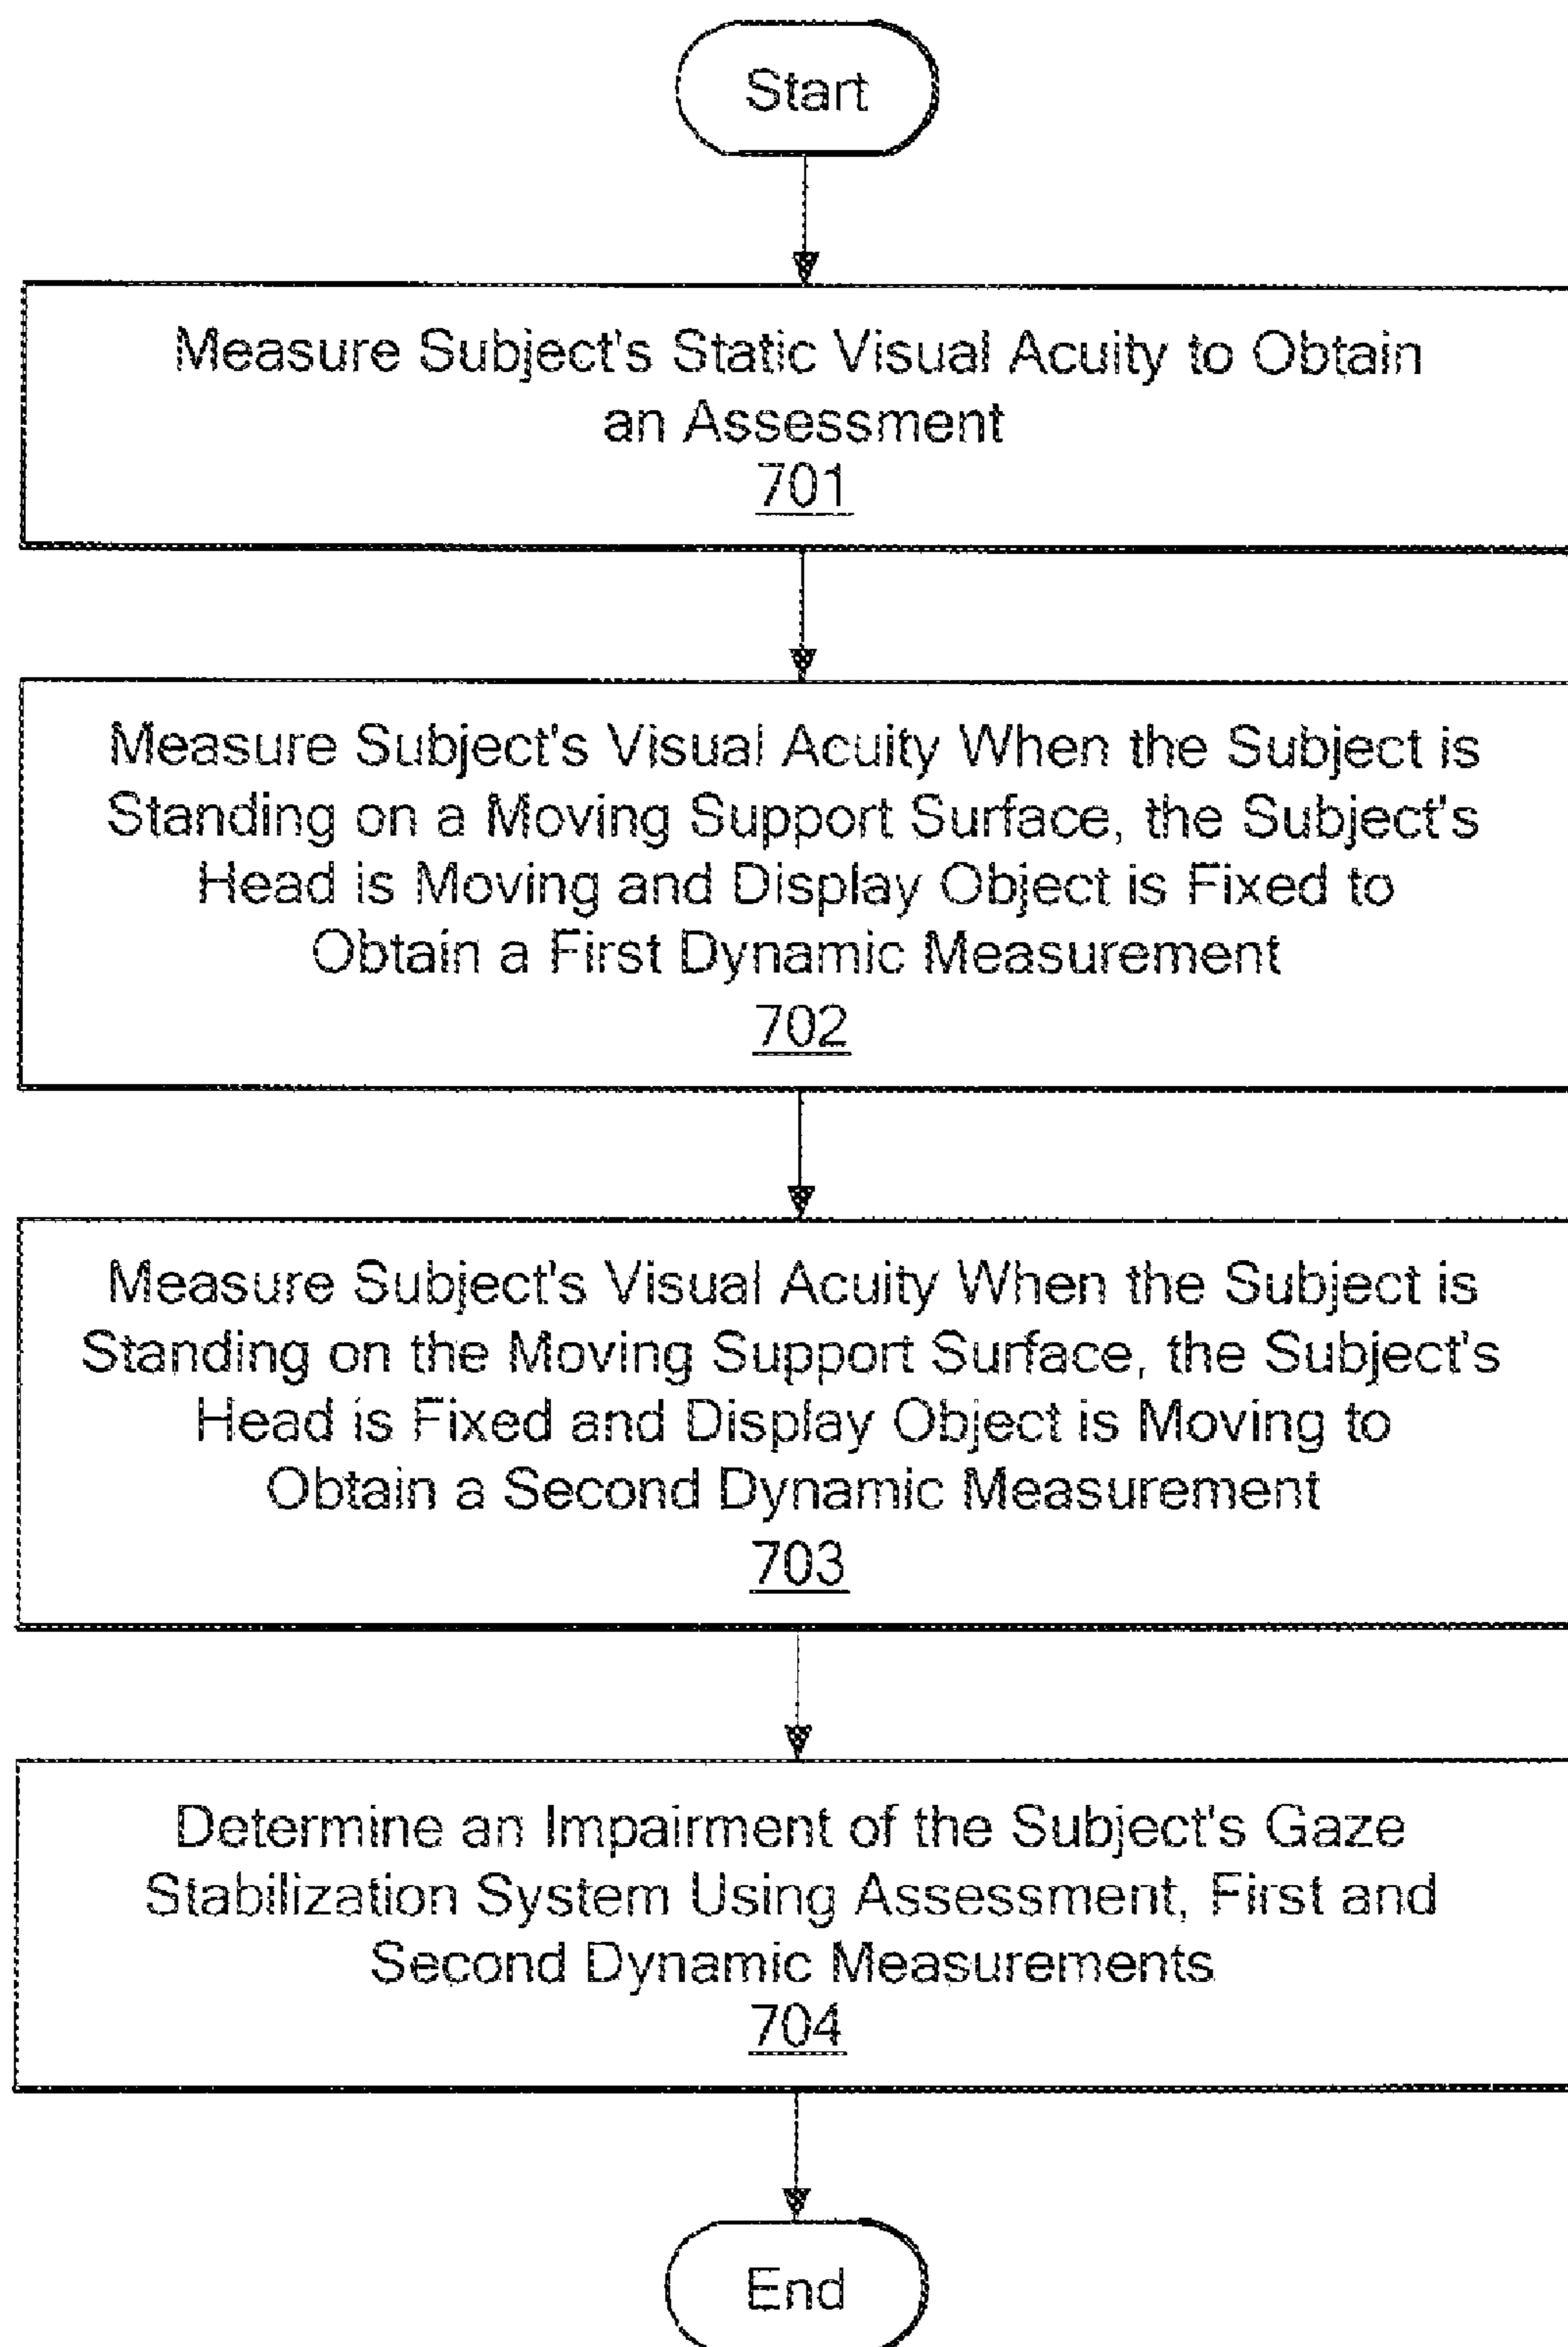 Start
Measure Subject's Static Visual Acuity to Obtain
an Assessment
701
Measure Subject's Visual Acuity When the Subject is
Standing on a Moving Support Surface, the Subject's
Head is Moving and Display Object is Fixed to
Obtain a First Dynamic Measurement
702
Measure Subject's Visual Acuity When the Subject is
Standing on the Moving Support Surface, the Subject's
Head is Fixed and Display Object is Moving to
Obtain a Second Dynamic Measurement
703
Determine an Impairment of the Subject's Gaze
Stabilization System Using Assessment, First and
Second Dynamic Measurements
704
End